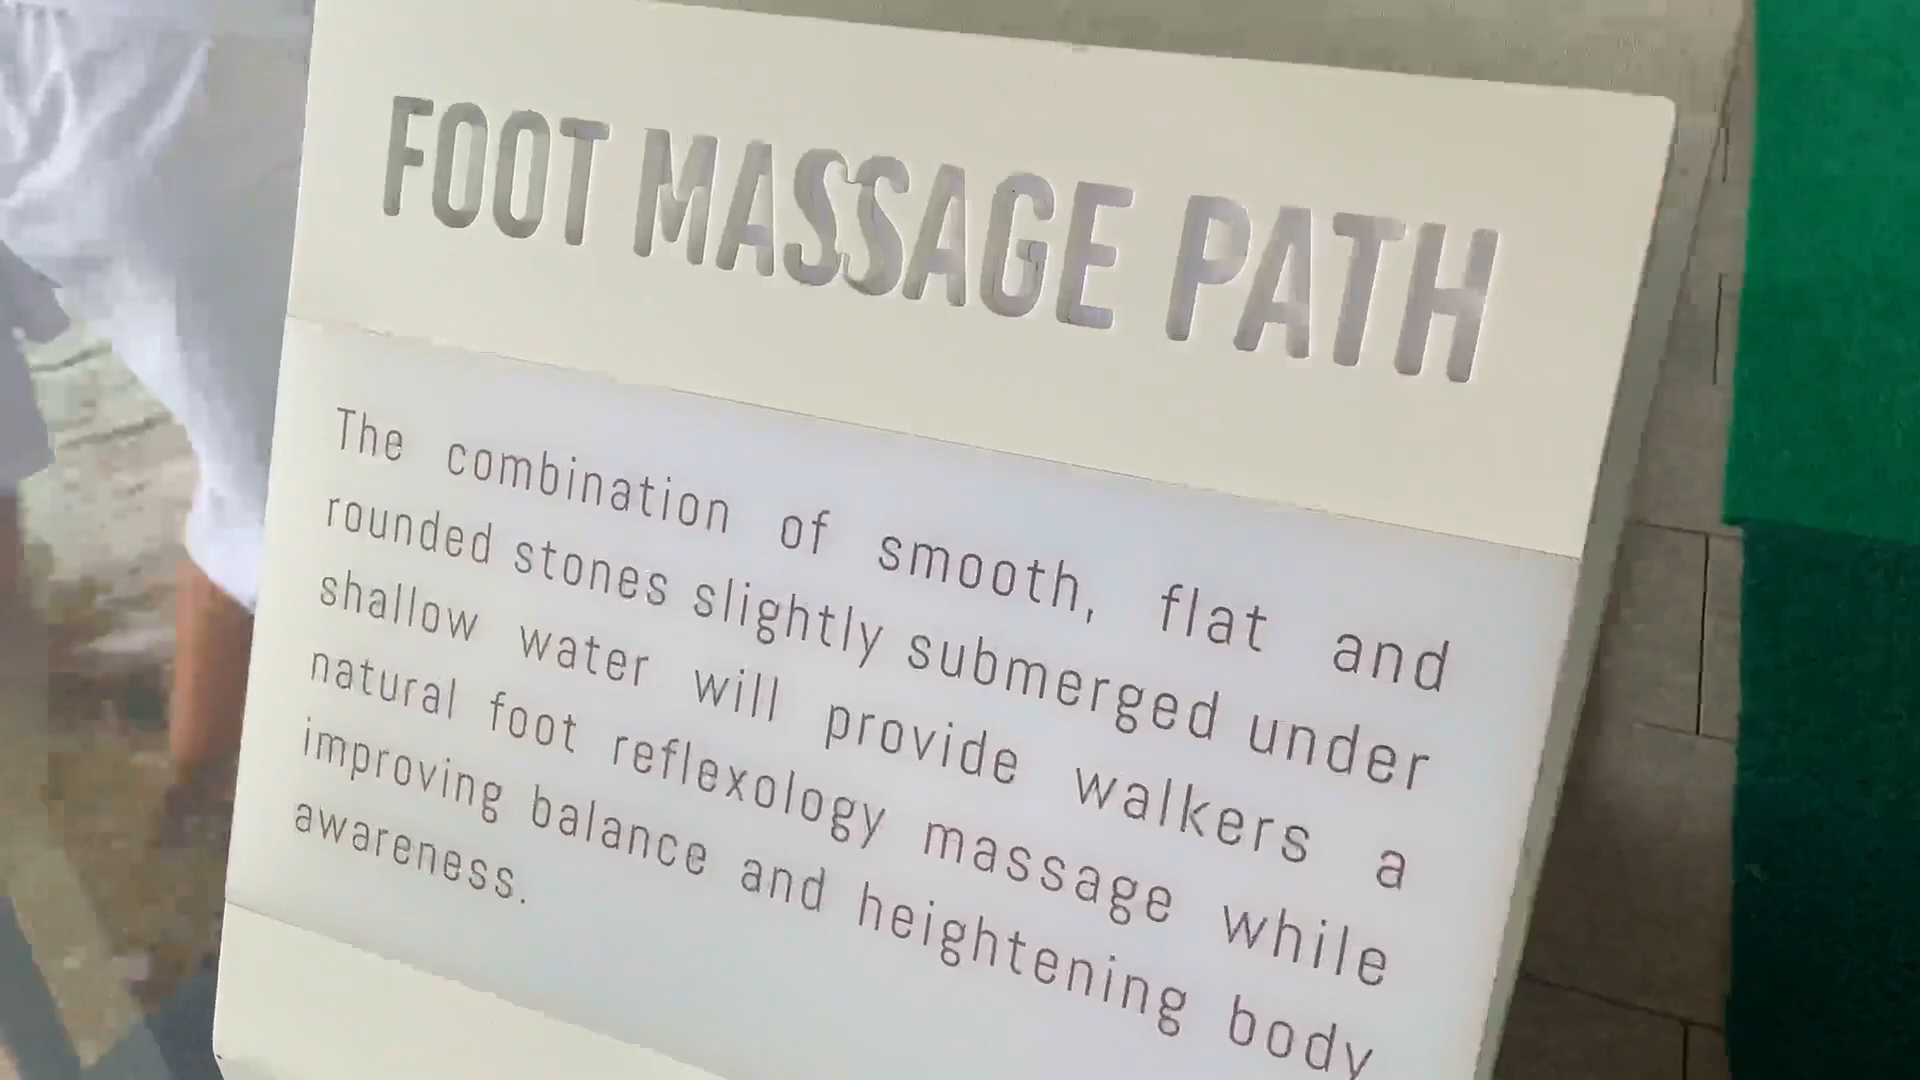 FOOT MASSAGE PATH
The combination of smooth, flat and
rounded stones slightly submerged under
shallow water will provide walkers a
natural foot reflexology massage while
improving balance and heightening body
awareness.